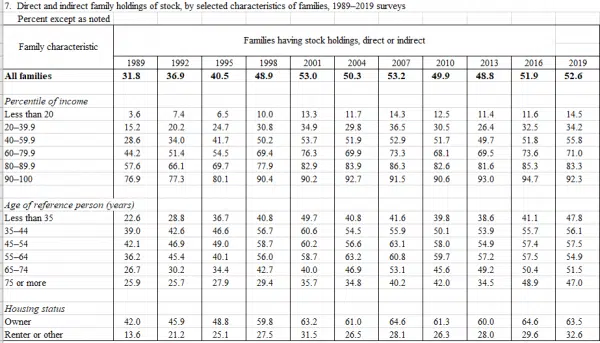 7. Direct and indirect family holdings of stock, by selected characteristics of families, 1989–2019 surveys
Percent except as noted
Family characteristic
Families having stock holdings, direct or indirect
1989 1992 1995 1998 2001 2004 2007 2010 2013 2016 2019
All families 31.8 36.9 40.5 48.9 53.0 50.3 53.2 49.9 48.8 51.9 52.6
Percentile of income
Less than 20 3.6 7.4 6.5 10.0 13.3 11.7 14.3 12.5 11.4 11.6 14.5
20–39.9 15.2 20.2 24.7 30.8 34.9 29.8 36.5 30.5 26.4 32.5 34.2
40–59.9 28.6 34.0 41.7 50.2 53.7 51.9 52.9 51.7 49.7 51.8 55.8
60–79.9 44.2 51.4 54.5 69.4 76.3 69.9 73.3 68.1 69.5 73.6 71.0
80–89.9 57.6 66.1 69.7 77.9 82.9 83.9 86.3 82.6 81.6 85.3 83.3
90–100 76.9 77.3 80.1 90.4 90.2 92.7 91.5 90.6 93.0 94.7 92.3
Age of reference person (years)
Less than 35 22.6 28.8 36.7 40.8 49.7 40.8 41.6 39.8 38.6 41.1 47.8
35–44 39.0 42.6 46.6 56.7 60.6 54.5 55.9 50.1 53.9 55.7 56.1
45–54 42.1 46.9 49.0 58.7 60.2 56.6 63.1 58.0 54.9 57.4 57.5
55–64 36.2 45.4 40.1 56.0 58.7 63.2 60.8 59.7 57.2 57.5 54.9
65–74 26.7 30.2 34.4 42.7 40.0 46.9 53.1 45.6 49.2 50.4 51.5
75 or more 25.9 25.7 27.9 29.4 35.7 34.8 40.2 42.0 34.5 48.9 47.0
Housing status
Owner 42.0 45.9 48.8 59.8 63.2 61.0 64.6 61.3 60.0 64.6 63.5
Renter or other 13.6 21.2 25.1 27.5 31.5 26.5 28.1 26.3 28.0 29.6 32.6